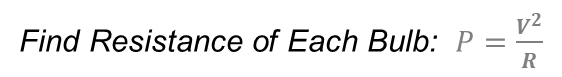 Find Resistance of Each Bulb: P = V²/R